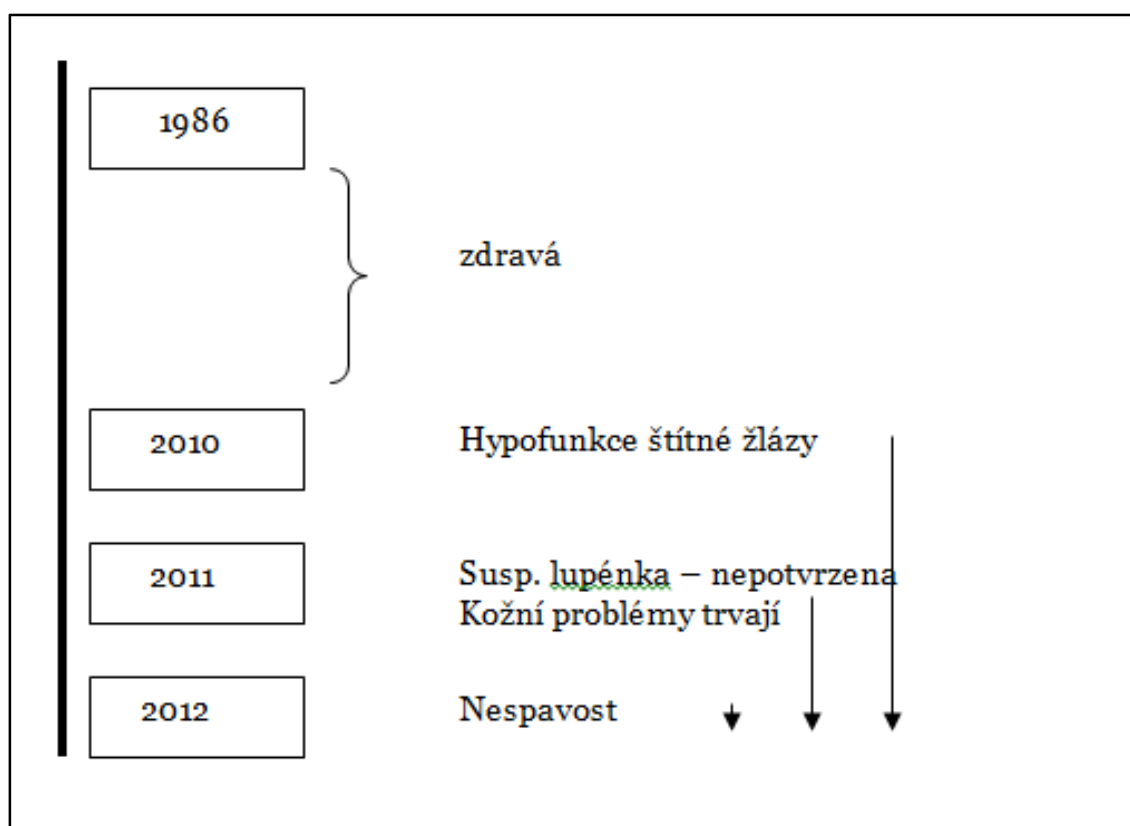 1986
zdravá
2010
Hypofunkce štítné žlázy
2011
Susp. lupénka – nepotvrzena
Kožní problémy trvají
2012
Nespavost